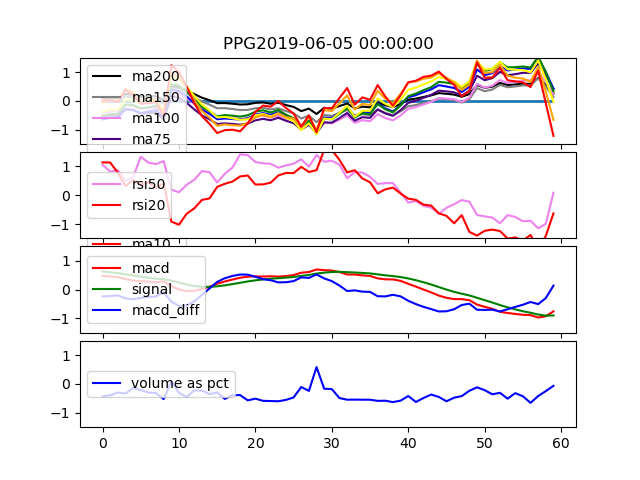 PPG2019-06-05 00:00:00
1
0
−1
ma200
ma150
ma100
ma75
1
0
−1
rsi50
rsi20
ma10
1
0
−1
macd
signal
macd_diff
1
0
−1
volume as pct
0 10 20 30 40 50 60